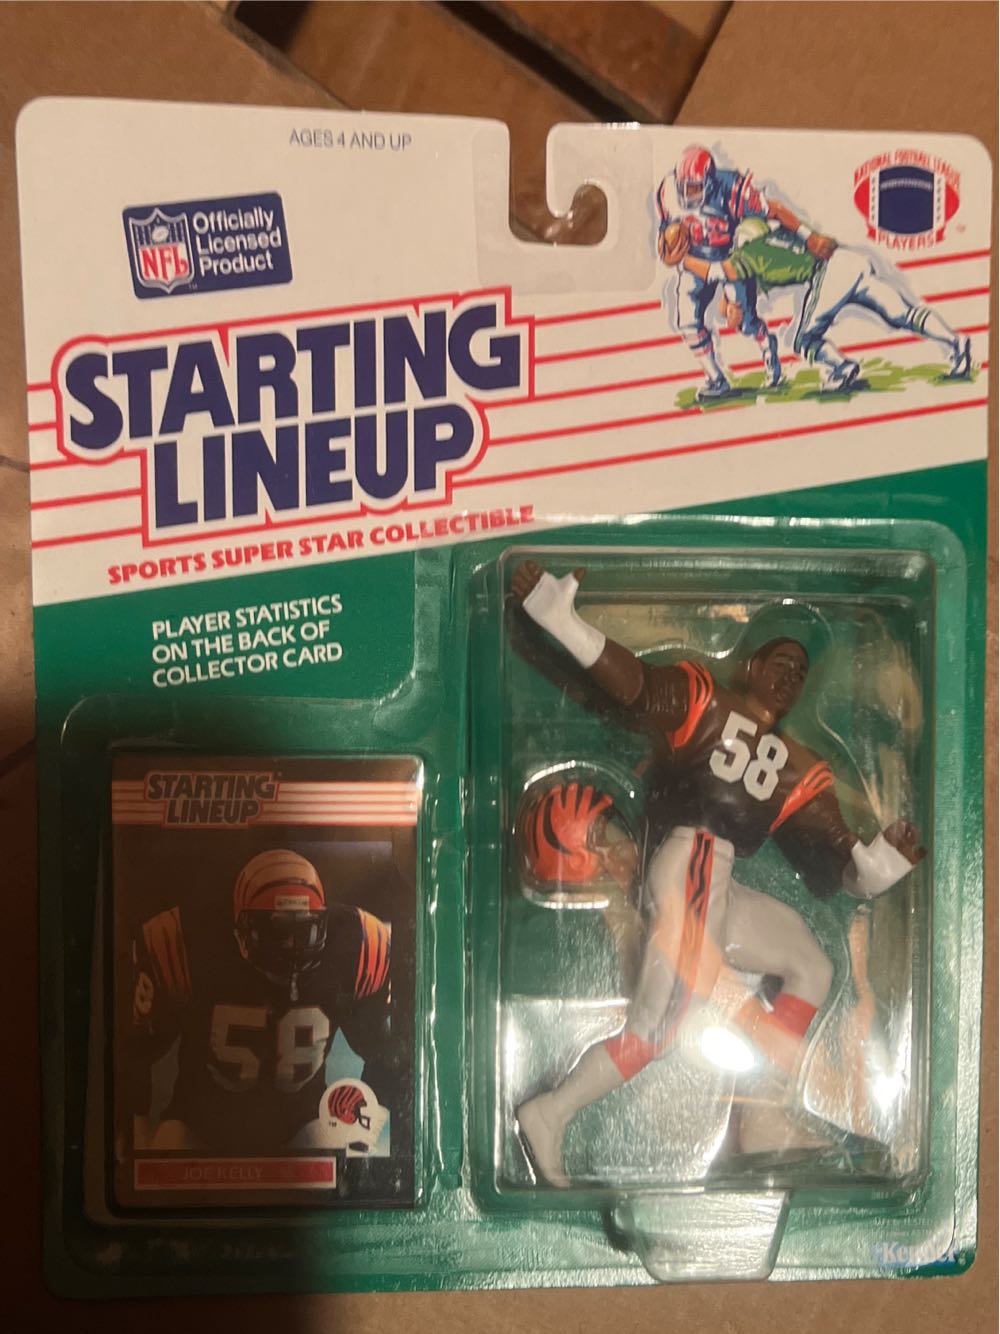 AGES 4 AND UP
NFL
Officially
Licensed
Product
NATIONAL FOOTBALL LEAGUE
PLAYERS
STARTING
LINEUP
SPORTS SUPER STAR COLLECTIBLE
PLAYER STATISTICS
ON THE BACK OF
COLLECTOR CARD
58
STARTING
LINEUP
8
58
JOE KELLY
Kenner